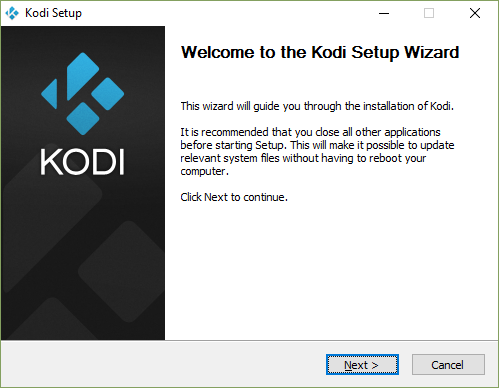 Kodi Setup
Welcome to the Kodi Setup Wizard
This wizard will guide you through the installation of Kodi.
It is recommended that you close all other applications
before starting Setup. This will make it possible to update
relevant system files without having to reboot your
computer.
Click Next to continue.
KODI
Next >
Cancel